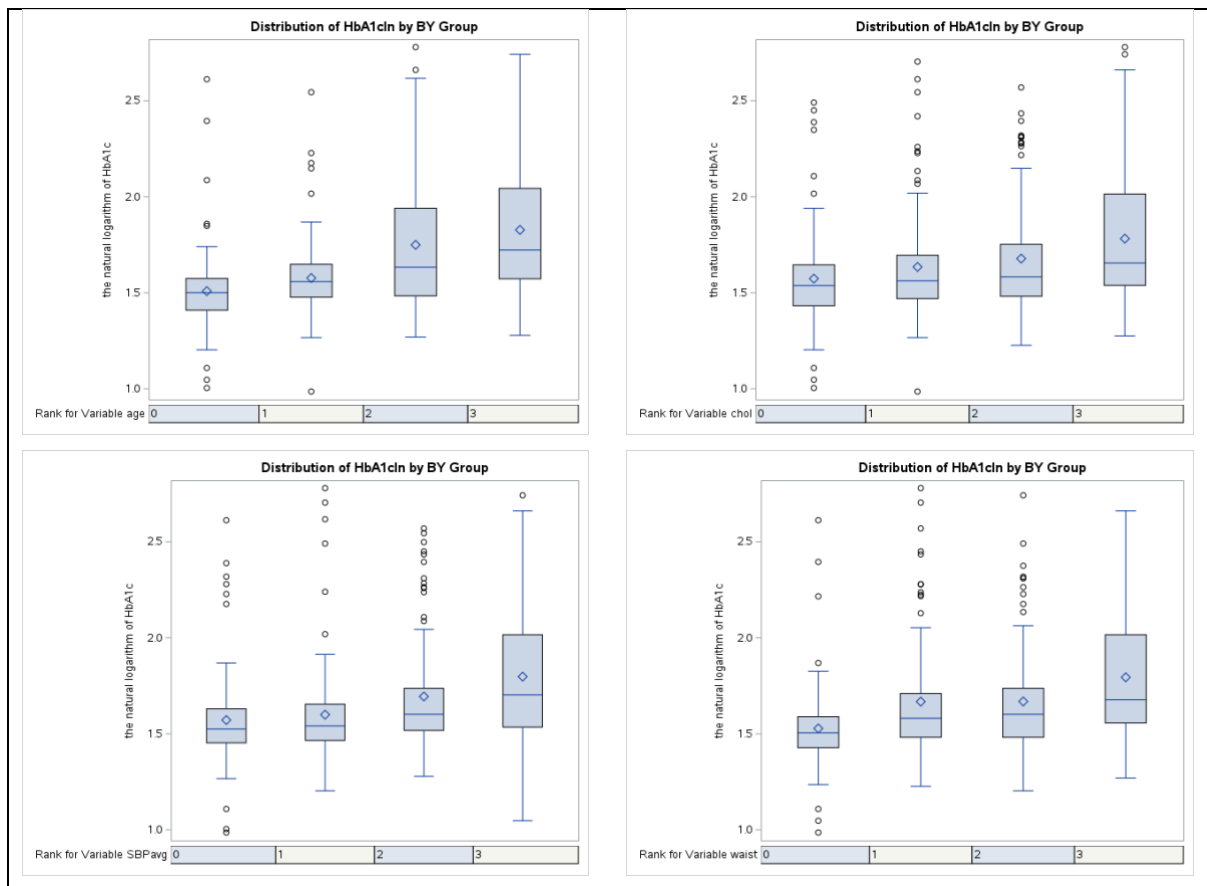 Distribution of HbA1cln by BY Group
the natural logarithm of HbA1c
2.5
2.0
1.5
1.0
Rank for Variable age 0 1 2 3
Distribution of HbA1cln by BY Group
the natural logarithm of HbA1c
2.5
2.0
1.5
1.0
Rank for Variable chol 0 1 2 3
Distribution of HbA1cln by BY Group
the natural logarithm of HbA1c
2.5
2.0
1.5
1.0
Rank for Variable SBPavg 0 1 2 3
Distribution of HbA1cln by BY Group
the natural logarithm of HbA1c
2.5
2.0
1.5
1.0
Rank for Variable waist 0 1 2 3